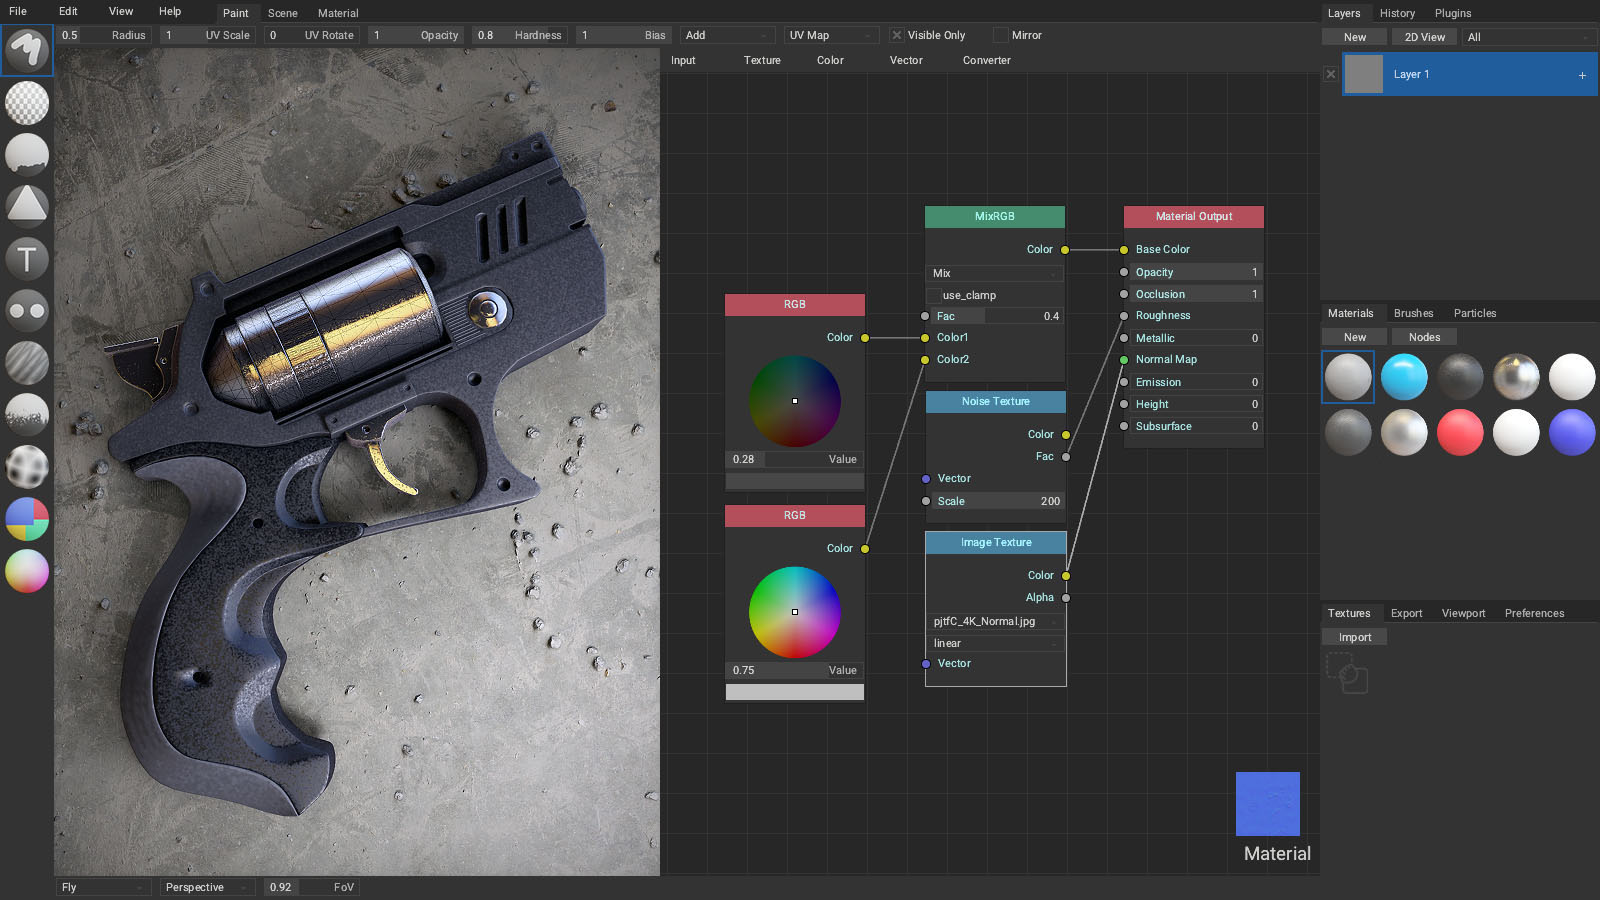 File Edit View Help Paint Scene Material
0.5 Radius 1 UV Scale 0 UV Rotate 1 Opacity 0.8 Hardness 1 Bias Add UV Map Visible Only Mirror
Input Texture Color Vector Converter
MixRGB
Color
Mix
use_clamp
Fac 0.4
Color1
Color2
Material Output
Base Color
Opacity 1
Occlusion 1
Roughness
Metallic 0
Normal Map
Emission 0
Height 0
Subsurface 0
RGB
Color
0.28 Value
RGB
Color
0.75 Value
Noise Texture
Color
Fac
Vector
Scale 200
Image Texture
Color
Alpha
pjtfC_4K_Normal.jpg
linear
Vector
Material
Layers History Plugins
New 2D View All
Layer 1 +
Materials Brushes Particles
New Nodes
Textures Export Viewport Preferences
Import
T
Fly Perspective 0.92 FoV